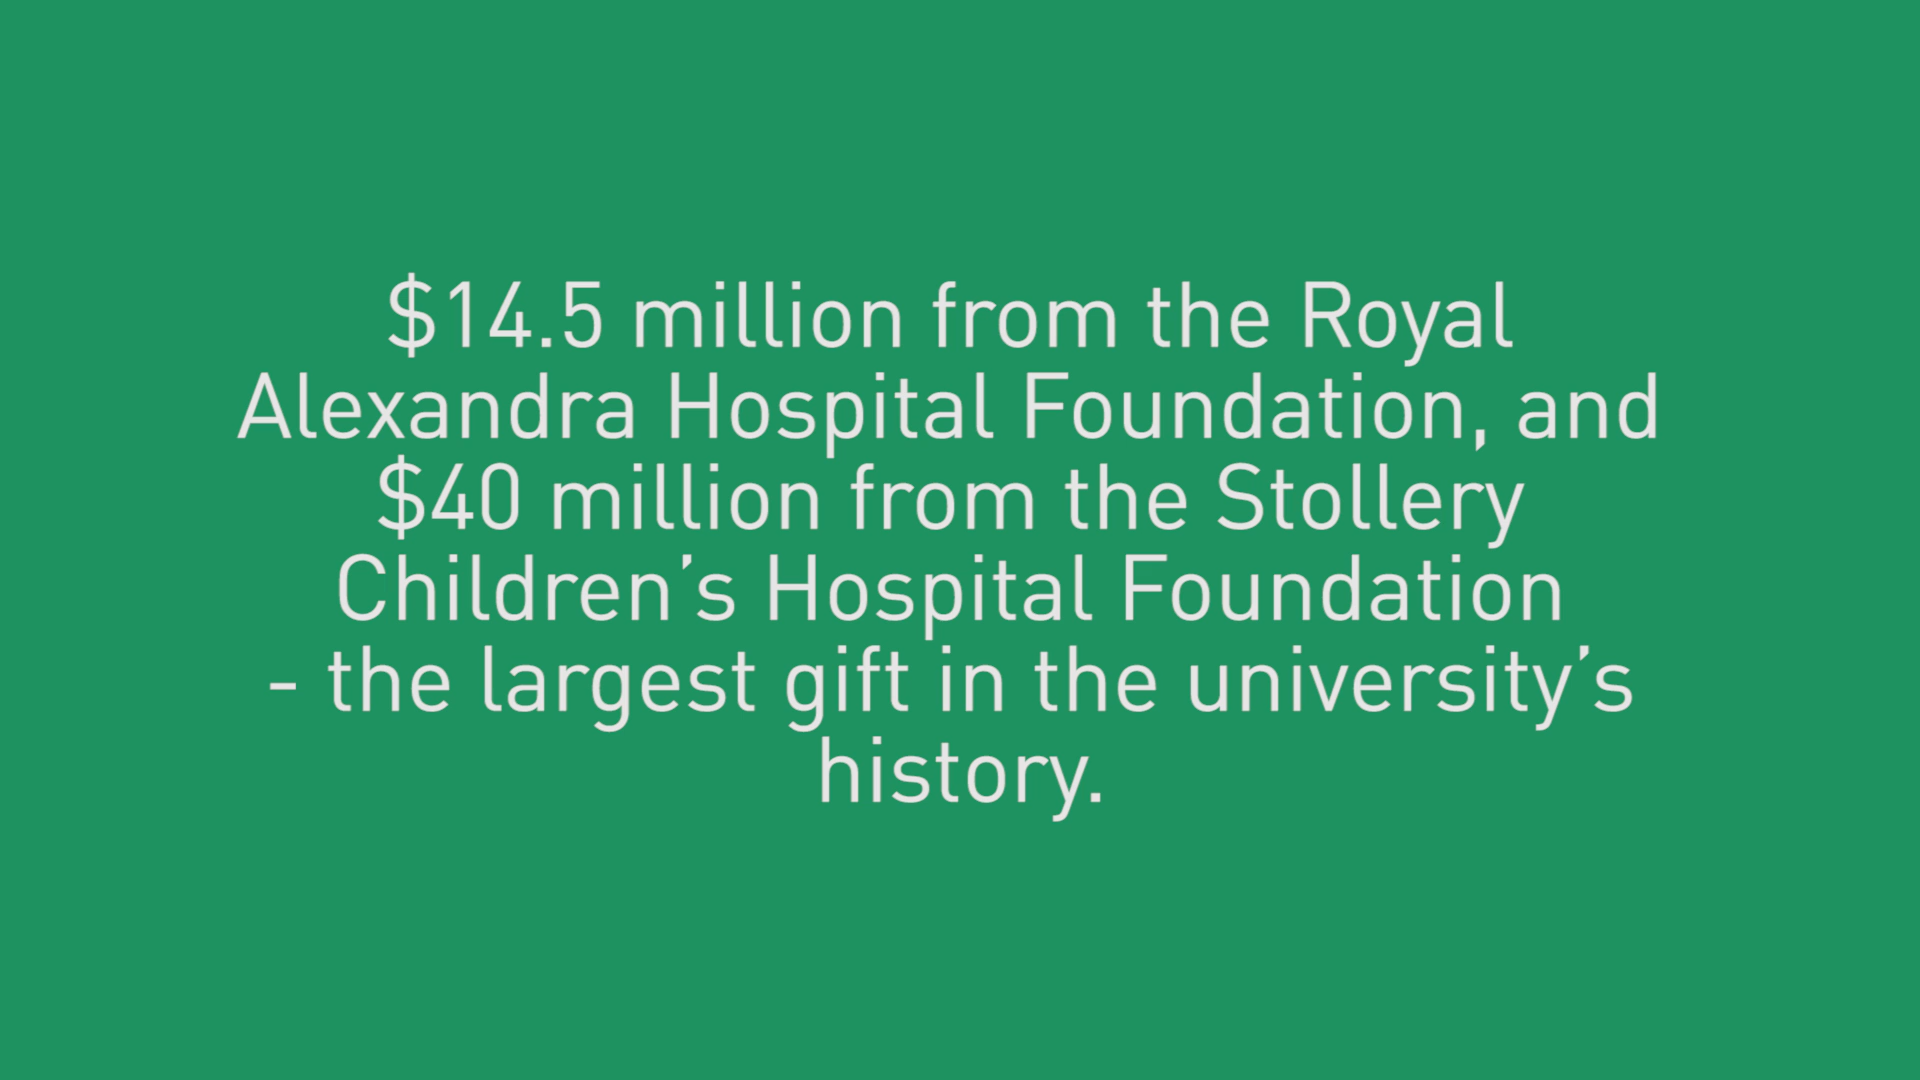 $14.5 million from the Royal
Alexandra Hospital Foundation, and
$40 million from the Stollery
Children’s Hospital Foundation
- the largest gift in the university’s
history.